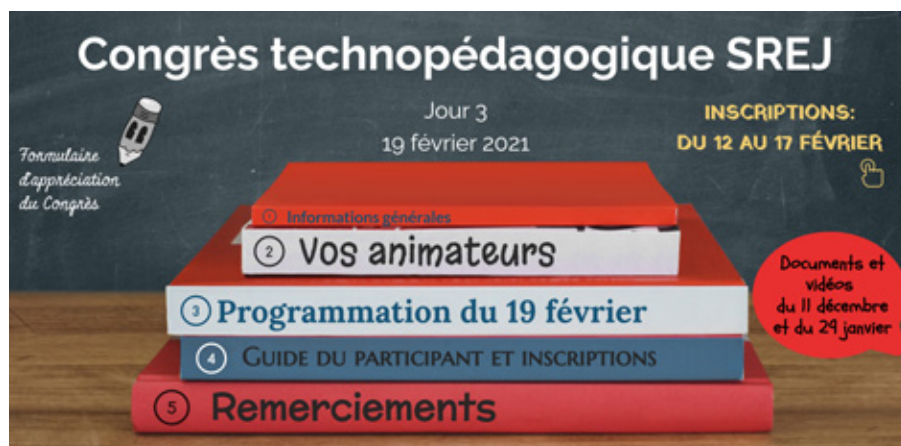 Congrès technopédagogique SREJ
Jour 3
19 février 2021
INSCRIPTIONS:
DU 12 AU 17 FÉVRIER
Formulaire
d'appréciation
du Congrès
1 Informations générales
2 Vos animateurs
3 Programmation du 19 février
4 GUIDE DU PARTICIPANT ET INSCRIPTIONS
5 Remerciements
Documents et
vidéos
du 11 décembre
et du 29 janvier